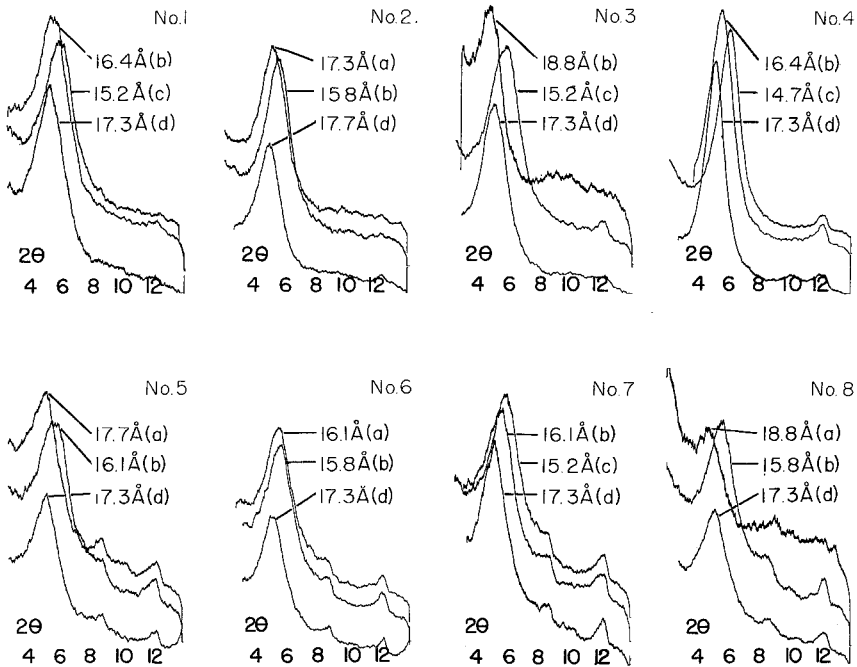 No.1
16.4Å(b)
15.2Å(c)
17.3Å(d)
2θ
4 6 8 10 12
No.2.
17.3Å(a)
15.8Å(b)
17.7Å(d)
2θ
4 6 8 10 12
No.3
18.8Å(b)
15.2Å(c)
17.3Å(d)
2θ
4 6 8 10 12
No.4
16.4Å(b)
14.7Å(c)
17.3Å(d)
2θ
4 6 8 10 12
No.5
17.7Å(a)
16.1Å(b)
17.3Å(d)
2θ
4 6 8 10 12
No.6
16.1Å(a)
15.8Å(b)
17.3Å(d)
2θ
4 6 8 10 12
No.7
16.1Å(b)
15.2Å(c)
17.3Å(d)
2θ
4 6 8 10 12
No.8
18.8Å(a)
15.8Å(b)
17.3Å(d)
2θ
4 6 8 10 12